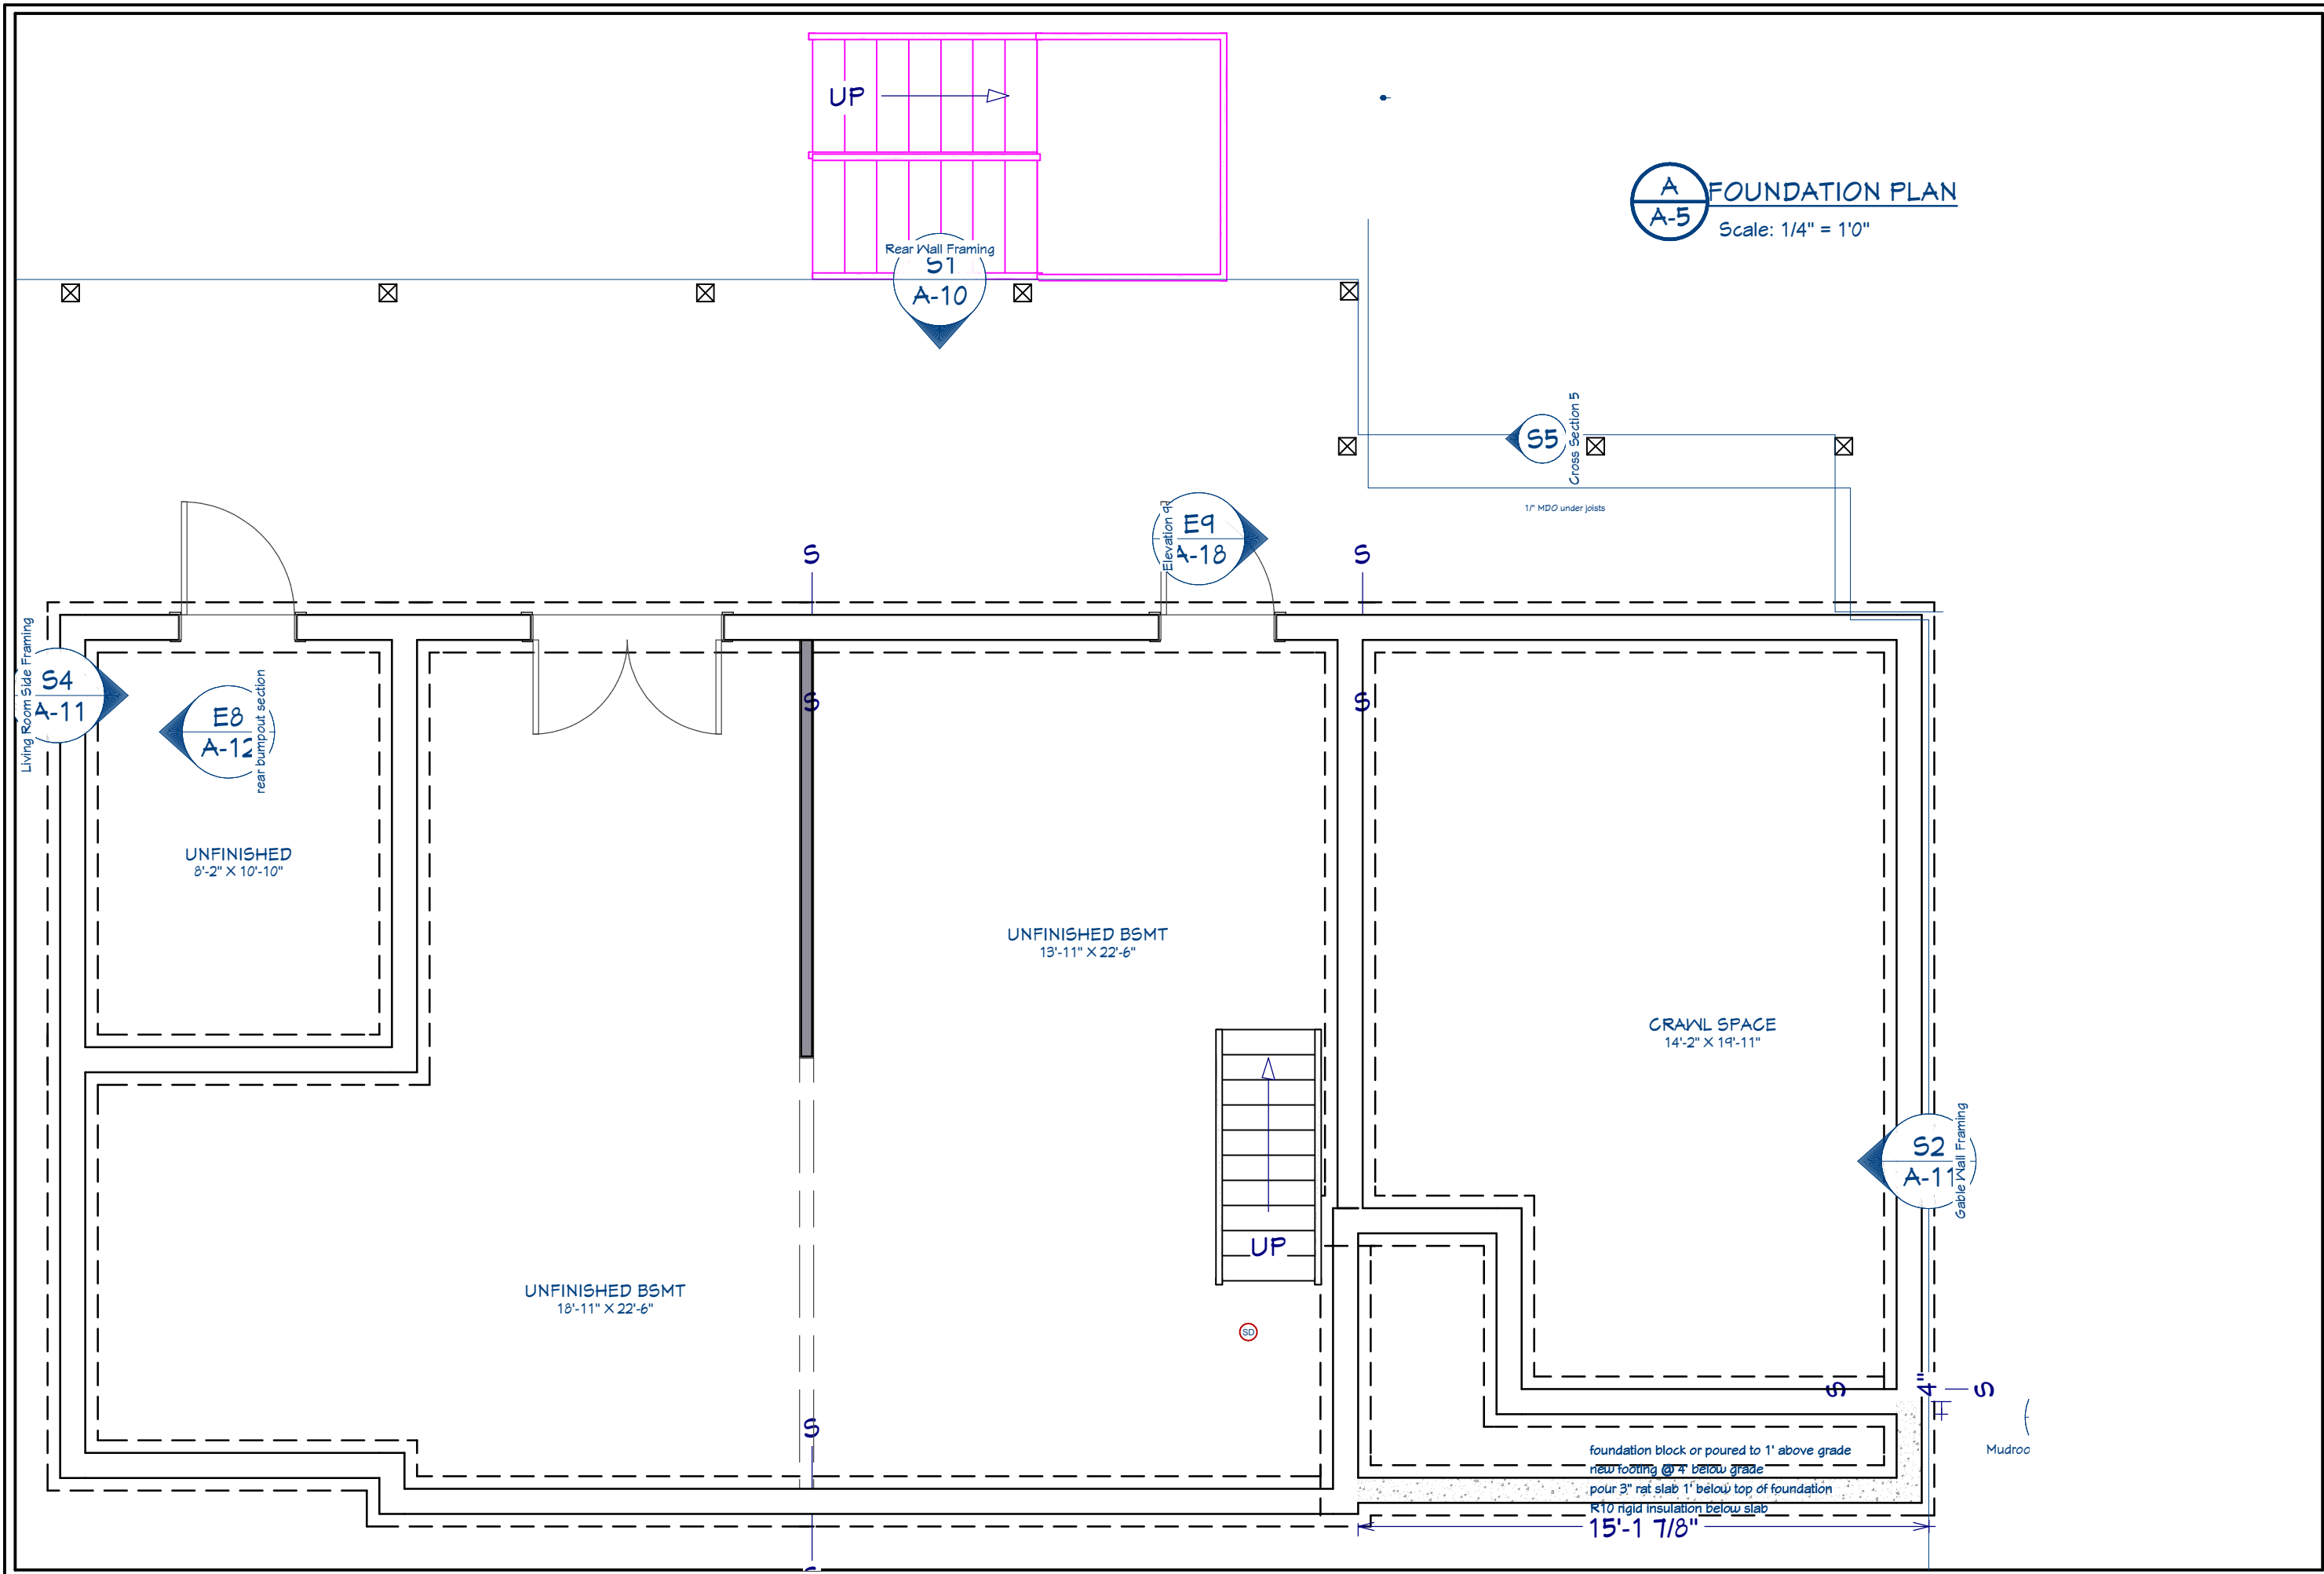 UP
A
A-5
FOUNDATION PLAN
Scale: 1/4" = 1'0"
Rear Wall Framing
S1
A-10
S5
Cross Section 5
1/" MDO under joists
E9
A-18
Elevation 9
S
S
Living Room Side Framing
S4
A-11
E8
A-12
rear bumpout section
S
S
UNFINISHED
8'-2" X 10'-10"
UNFINISHED BSMT
13'-11" X 22'-6"
CRAWL SPACE
14'-2" X 19'-11"
S2
A-11
Gable Wall Framing
UP
UNFINISHED BSMT
18'-11" X 22'-6"
SD
S
4"
S
S
Mudroo
foundation block or poured to 1' above grade
new footing @ 4' below grade
pour 3" rat slab 1' below top of foundation
R10 rigid insulation below slab
15'-1 7/8"